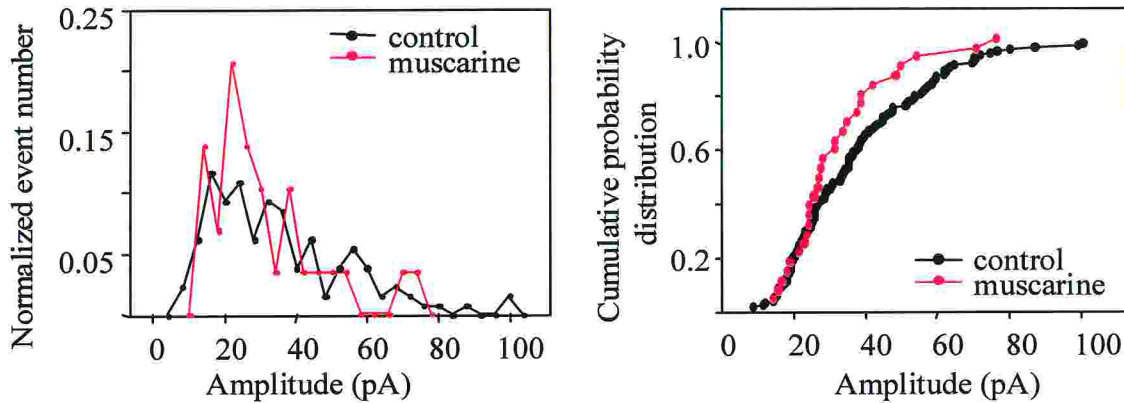 Normalized event number
0.25
0.15
0.05
control
muscarine
0 20 40 60 80 100
Amplitude (pA)
Cumulative probability
distribution
1.0
0.6
0.2
control
muscarine
0 20 40 60 80 100
Amplitude (pA)